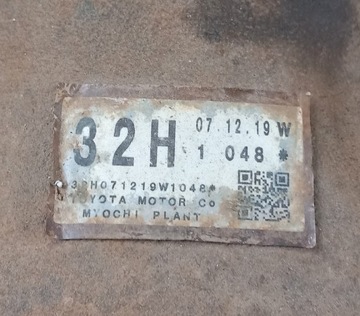 32H 07.12.19 W
1 048 *
*32H071219W1048*
TOYOTA MOTOR Co
MYOCHI PLANT